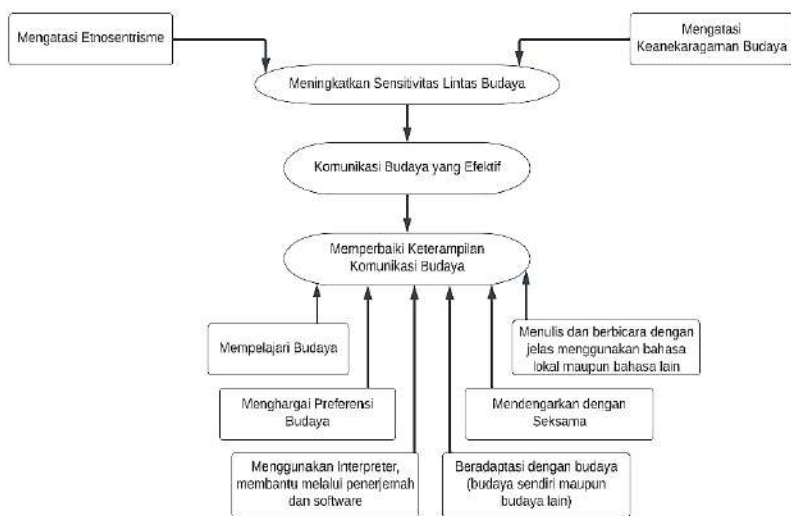 Mengatasi Etnosentrisme
Mengatasi
Keanekaragaman Budaya
Meningkatkan Sensitivitas Lintas Budaya
Komunikasi Budaya yang Efektif
Memperbaiki Keterampilan
Komunikasi Budaya
Mempelajari Budaya
Menulis dan berbicara dengan
jelas menggunakan bahasa
lokal maupun bahasa lain
Menghargai Preferensi
Budaya
Mendengarkan dengan
Seksama
Menggunakan Interpreter,
membantu melalui penerjemah
dan software
Beradaptasi dengan budaya
(budaya sendiri maupun
budaya lain)